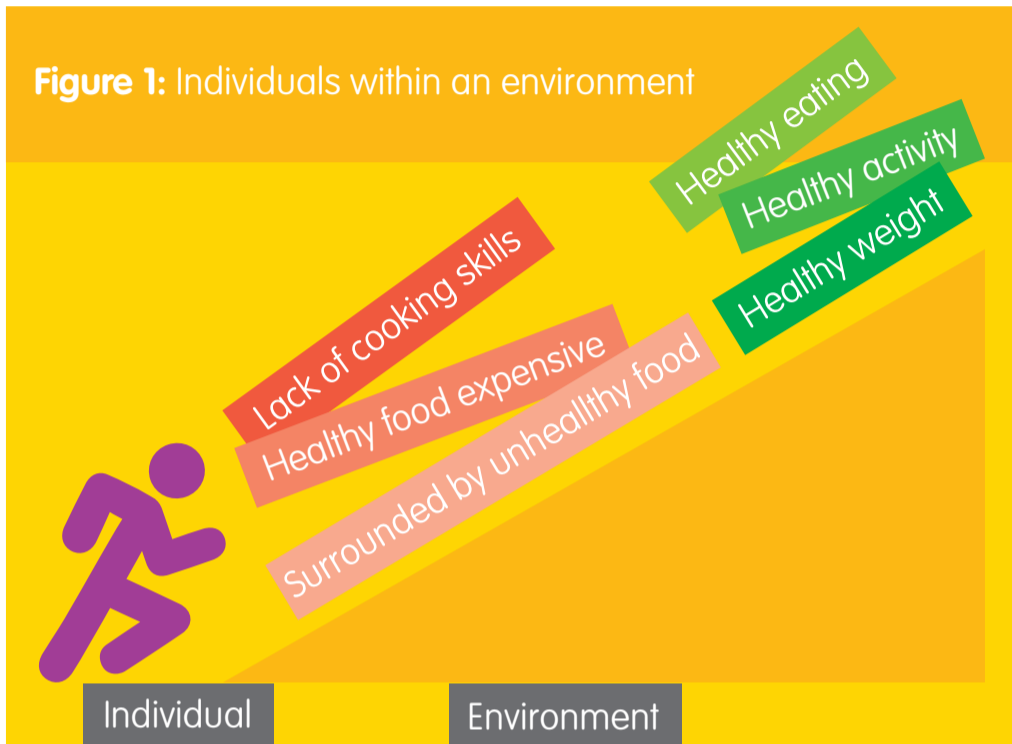 Figure 1: Individuals within an environment
Healthy eating
Healthy activity
Healthy weight
Lack of cooking skills
Healthy food expensive
Surrounded by unheallthy food
Individual
Environment